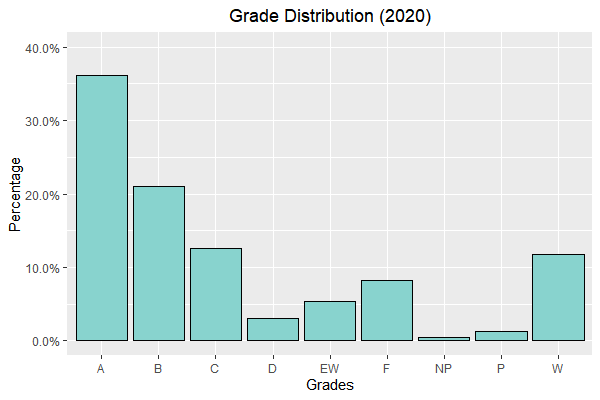 Grade Distribution (2020)
40.0%
30.0%
20.0%
10.0%
0.0%
Percentage
A B C D EW F NP P W
Grades